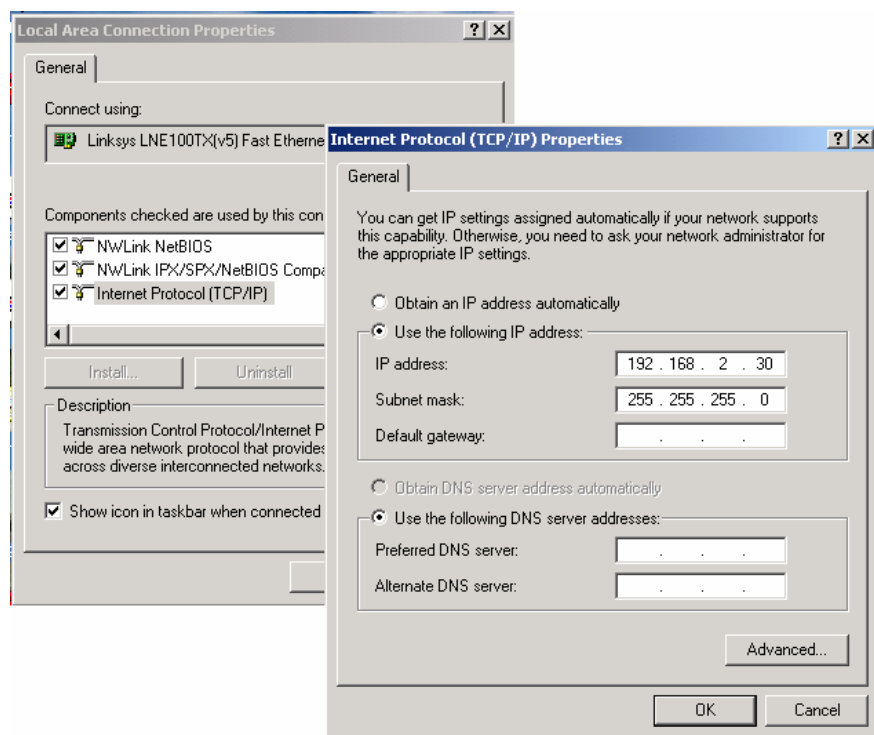 Local Area Connection Properties
General
Connect using:
Linksys LNE100TX(v5) Fast Etherne
Components checked are used by this con
NWLink NetBIOS
NWLink IPX/SPX/NetBIOS Compa
Internet Protocol (TCP/IP)
Install...
Uninstall
Description
Transmission Control Protocol/Internet P
wide area network protocol that provides
across diverse interconnected networks.
Show icon in taskbar when connected
Internet Protocol (TCP/IP) Properties
General
You can get IP settings assigned automatically if your network supports
this capability. Otherwise, you need to ask your network administrator for
the appropriate IP settings.
Obtain an IP address automatically
Use the following IP address:
IP address: 192 . 168 . 2 . 30
Subnet mask: 255 . 255 . 255 . 0
Default gateway: . . .
Obtain DNS server address automatically
Use the following DNS server addresses:
Preferred DNS server: . . .
Alternate DNS server: . . .
Advanced...
OK
Cancel